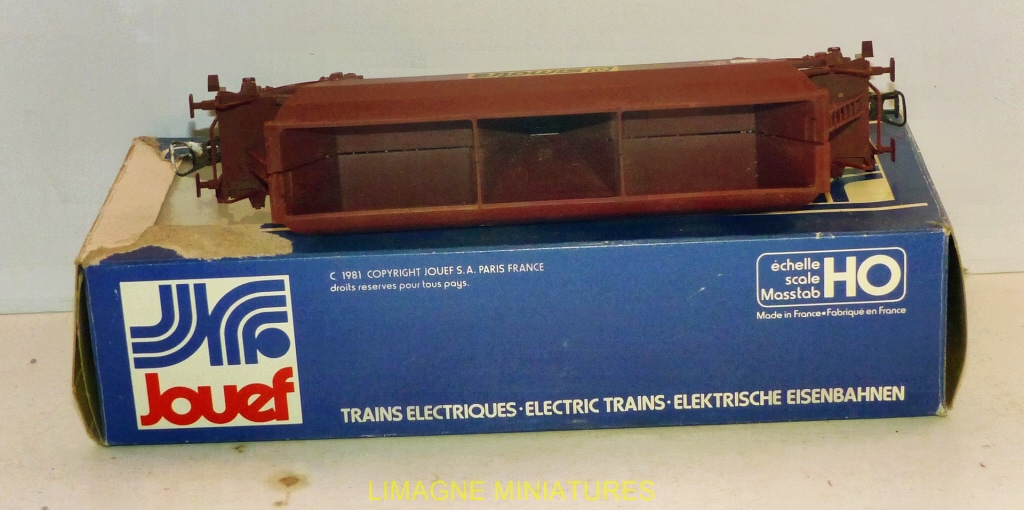 C 1981 COPYRIGHT JOUEF S.A. PARIS FRANCE
droits reserves pour tous pays.
échelle
scale
Masstab
HO
Made in France•Fabriqué en France
Jouef
TRAINS ELECTRIQUES·ELECTRIC TRAINS·ELEKTRISCHE EISENBAHNEN
LIMAGNE MINIATURES